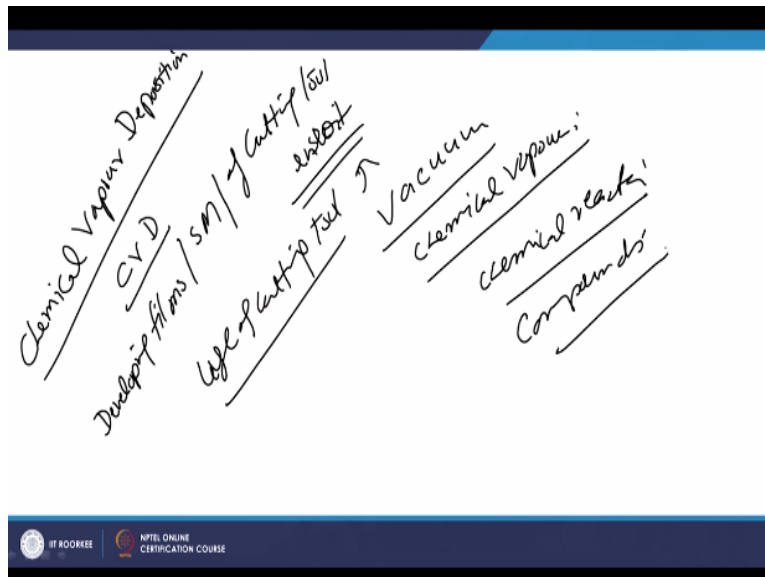 Chemical Vapour Deposition
CVD
Developing films / SM / of Cutting tool
insert
life of Cutting tool ↑
Vacuum
chemical vapour:
chemical reacti
Compounds.
IIT ROORKEE
NPTEL ONLINE
CERTIFICATION COURSE